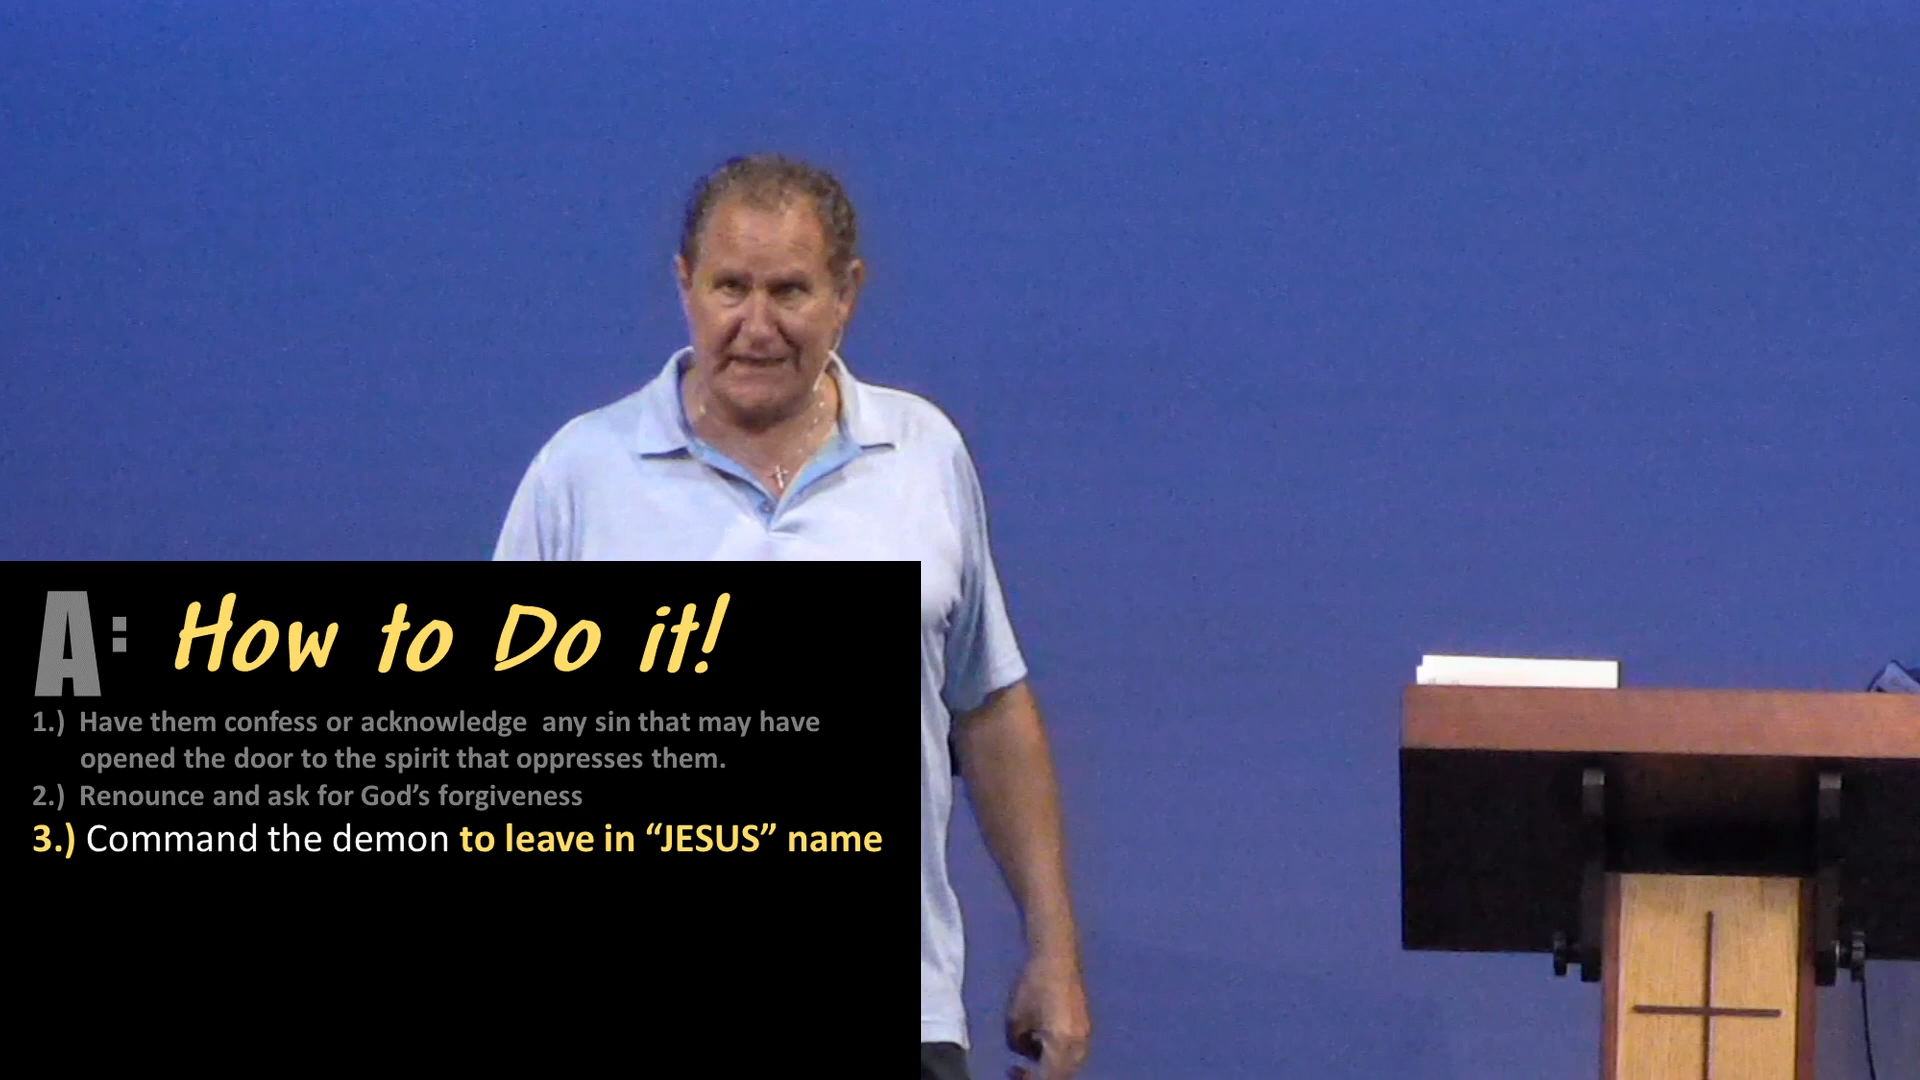 A: How to Do it!
1.) Have them confess or acknowledge any sin that may have
opened the door to the spirit that oppresses them.
2.) Renounce and ask for God’s forgiveness
3.) Command the demon to leave in “JESUS” name